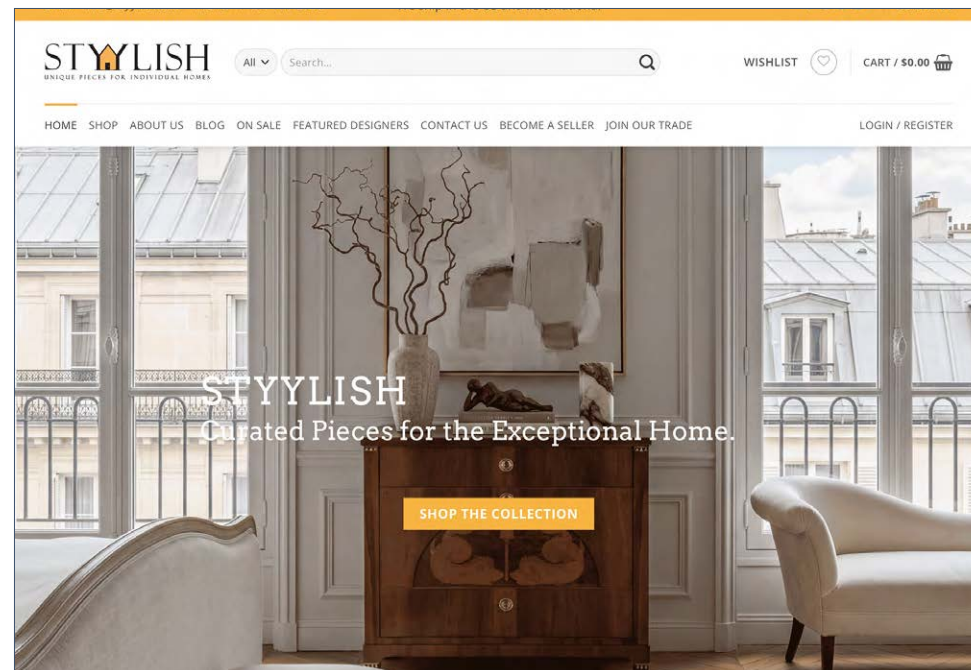 STYYLISH
UNIQUE PIECES FOR INDIVIDUAL HOMES
All
Search...
WISHLIST
CART / $0.00
HOME SHOP ABOUT US BLOG ON SALE FEATURED DESIGNERS CONTACT US BECOME A SELLER JOIN OUR TRADE
LOGIN / REGISTER
STYYLISH
Curated Pieces for the Exceptional Home.
SHOP THE COLLECTION